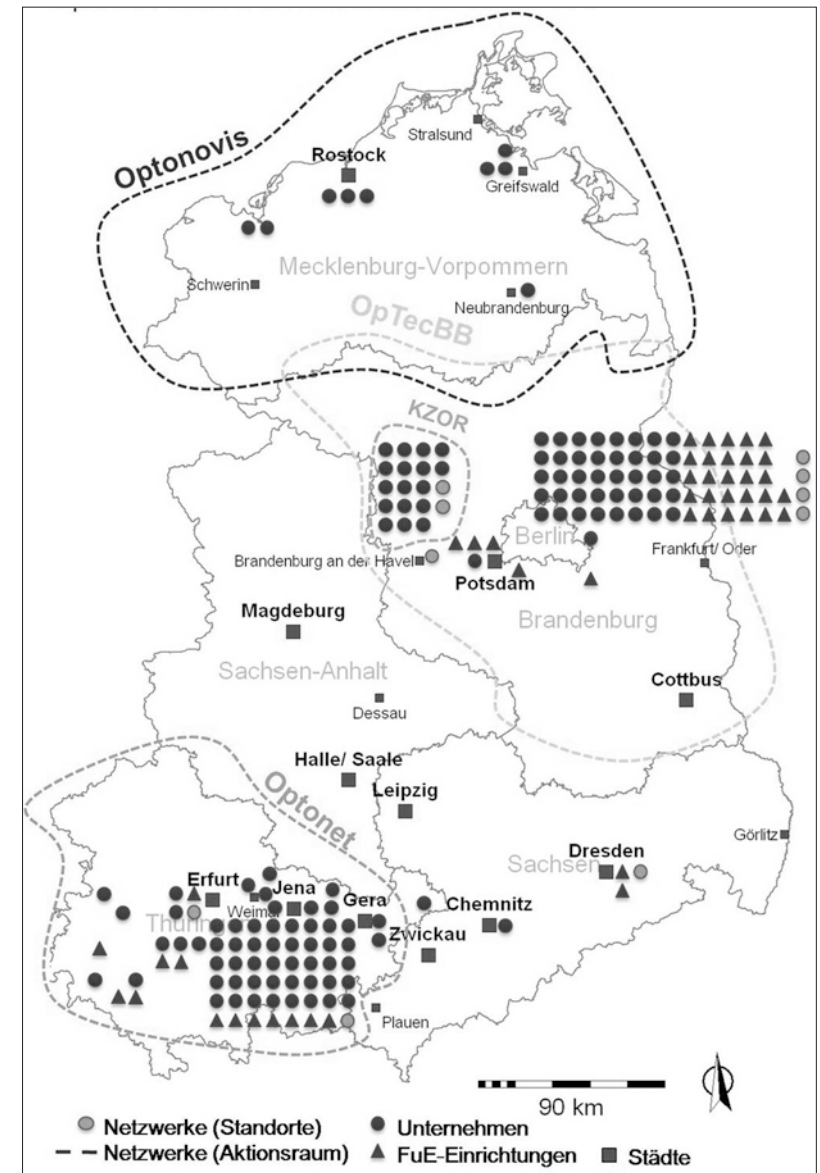 Stralsund
Optonovis
Rostock
Greifswald
Mecklenburg-Vorpommern
Schwerin
Neubrandenburg
OpTecBB
KZOR
Berlin
Frankfurt/ Oder
Brandenburg an der Havel
Potsdam
Magdeburg
Brandenburg
Sachsen-Anhalt
Cottbus
Dessau
Halle/ Saale
Optonet
Leipzig
Görlitz
Dresden
Sachsen
Erfurt
Jena
Weimar
Gera
Chemnitz
Thüringen
Zwickau
Plauen
90 km
Netzwerke (Standorte)
Unternehmen
Netzwerke (Aktionsraum)
FuE-Einrichtungen
Städte